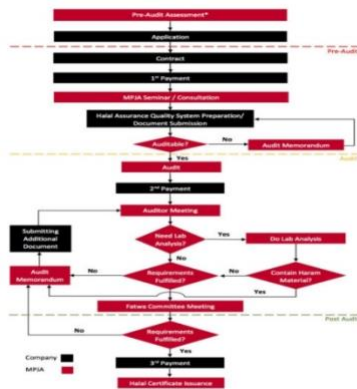 Pre-Audit Assessment*
Application
Pre-Audit
Contract
1st Payment
MPJA Seminar / Consultation
Halal Assurance Quality System Preparation/
Document Submission
Auditable?
No
Audit Memorandum
Yes
Audit
Audit
2nd Payment
Auditor Meeting
Submitting
Additional
Document
Need Lab
Analysis?
Yes
Do Lab Analysis
No
Audit
Memorandum
No
Requirements
Fulfilled?
No
Contain Haram
Material?
Yes
Yes
Fatwa Committee Meeting
Post Audit
No
Requirements
Fulfilled?
Company
MPJA
Yes
3rd Payment
Halal Certificate Issuance